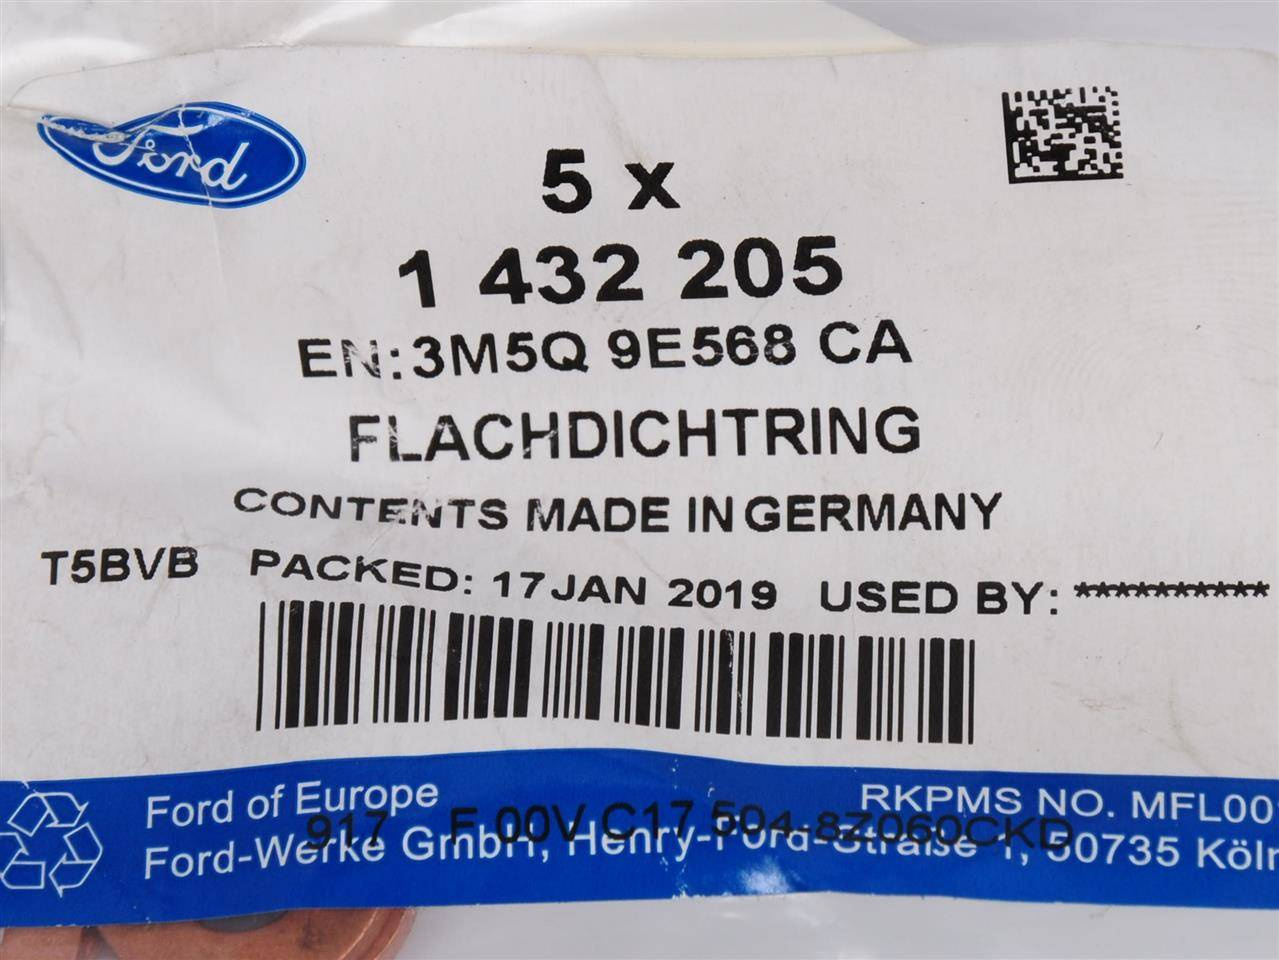 Ford
5 x
1 432 205
EN: 3M5Q 9E568 CA
FLACHDICHTRING
CONTENTS MADE IN GERMANY
T5BVB PACKED: 17 JAN 2019 USED BY: **********
Ford of Europe RKPMS NO. MFL00
917 F 00V C17 504-8Z060CKD
Ford-Werke GmbH, Henry-Ford-Straße 1, 50735 Köln